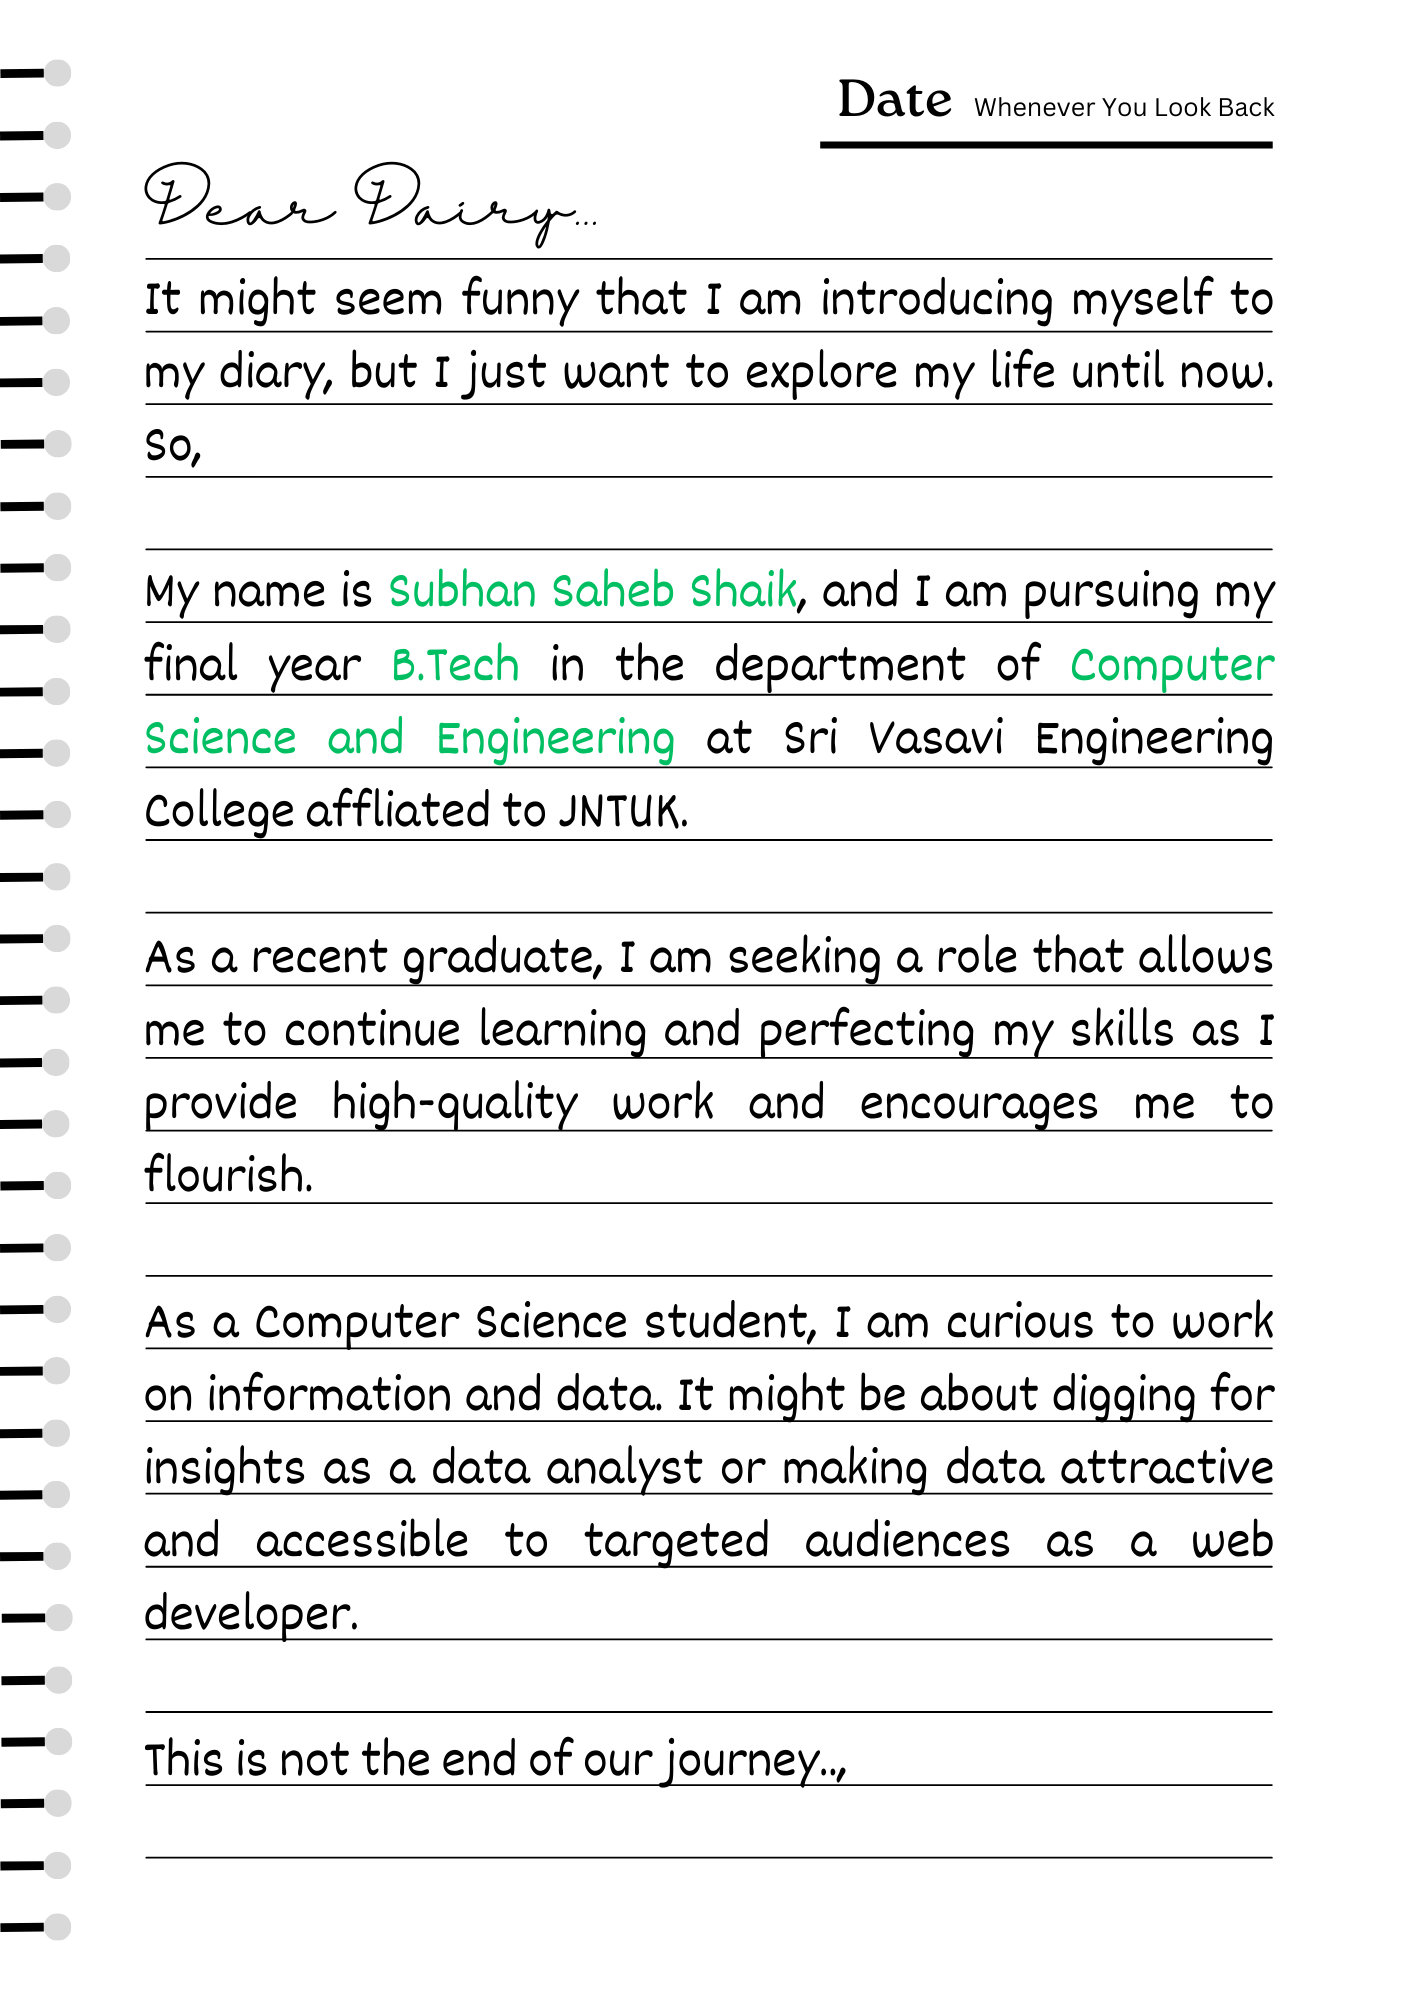 Date Whenever You Look Back
Dear Dairy...
It might seem funny that I am introducing myself to
my diary, but I just want to explore my life until now.
So,
My name is Subhan Saheb Shaik, and I am pursuing my
final year B.Tech in the department of Computer
Science and Engineering at Sri Vasavi Engineering
College affliated to JNTUK.
As a recent graduate, I am seeking a role that allows
me to continue learning and perfecting my skills as I
provide high-quality work and encourages me to
flourish.
As a Computer Science student, I am curious to work
on information and data. It might be about digging for
insights as a data analyst or making data attractive
and accessible to targeted audiences as a web
developer.
This is not the end of our journey..,